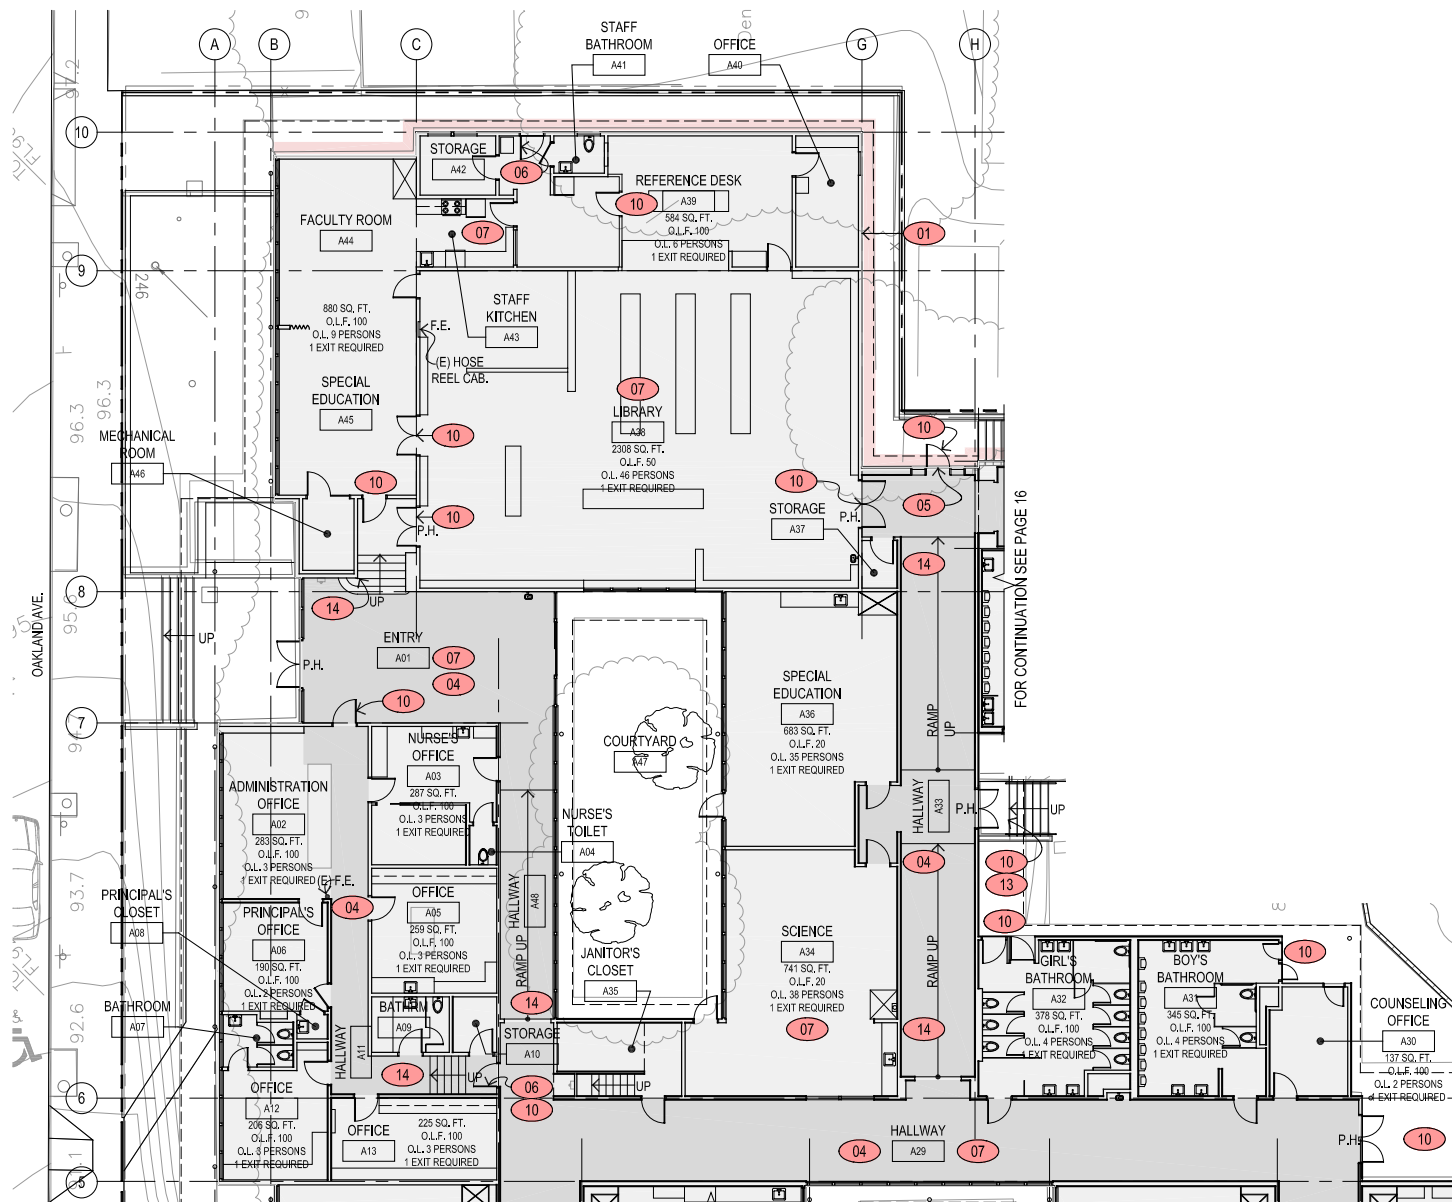 STAFF
BATHROOM
A41
OFFICE
A40
A
B
C
G
H
10
STORAGE
A42
06
REFERENCE DESK
10
A39
584 SQ. FT.
O.L.F. 100
O.L. 6 PERSONS
1 EXIT REQUIRED
FACULTY ROOM
A44
07
01
9
246
880 SQ. FT.
O.L.F. 100
O.L. 9 PERSONS
1 EXIT REQUIRED
STAFF
KITCHEN
A43
F.E.
(E) HOSE
REEL CAB.
SPECIAL
EDUCATION
A45
07
LIBRARY
A38
2308 SQ. FT.
O.L.F. 50
O.L. 46 PERSONS
1 EXIT REQUIRED
96.3
96.3
MECHANICAL
ROOM
A46
10
10
10
10
10
P.H.
STORAGE
A37
P.H.
05
FOR CONTINUATION SEE PAGE 16
14
8
14
UP
OAKLAND AVE.
UP
ENTRY
A01
07
04
P.H.
10
7
SPECIAL
EDUCATION
A36
683 SQ. FT.
O.L.F. 20
O.L. 35 PERSONS
1 EXIT REQUIRED
RAMP
UP
COURTYARD
A47
NURSE'S
OFFICE
A03
287 SQ. FT.
O.L.F. 100
O.L. 3 PERSONS
1 EXIT REQUIRED
ADMINISTRATION
OFFICE
A02
283 SQ. FT.
O.L.F. 100
O.L. 3 PERSONS
1 EXIT REQUIRED
(E) F.E.
NURSE'S
TOILET
A04
HALLWAY
A33
P.H.
UP
04
10
13
10
93.7
PRINCIPAL'S
CLOSET
A08
04
OFFICE
A05
259 SQ. FT.
O.L.F. 100
O.L. 3 PERSONS
1 EXIT REQUIRED
HALLWAY
A48
RAMP UP
PRINCIPAL'S
OFFICE
A06
190 SQ. FT.
O.L.F. 100
O.L. 2 PERSONS
1 EXIT REQUIRED
JANITOR'S
CLOSET
A35
SCIENCE
A34
741 SQ. FT.
O.L.F. 20
O.L. 38 PERSONS
1 EXIT REQUIRED
07
RAMP UP
14
GIRL'S
BATHROOM
A32
378 SQ. FT.
O.L.F. 100
O.L. 4 PERSONS
1 EXIT REQUIRED
BOY'S
BATHROOM
A31
345 SQ. FT.
O.L.F. 100
O.L. 4 PERSONS
1 EXIT REQUIRED
10
COUNSELING
OFFICE
A30
137 SQ. FT.
O.L.F. 100
O.L. 2 PERSONS
1 EXIT REQUIRED
92.6
BATHROOM
A07
BATHRM
A09
14
STORAGE
A10
HALLWAY
A11
14
UP
06
10
UP
6
OFFICE
A12
206 SQ. FT.
O.L.F. 100
O.L. 3 PERSONS
1 EXIT REQUIRED
OFFICE
A13
225 SQ. FT.
O.L.F. 100
O.L. 3 PERSONS
1 EXIT REQUIRED
HALLWAY
04
A29
07
P.H.
10
5